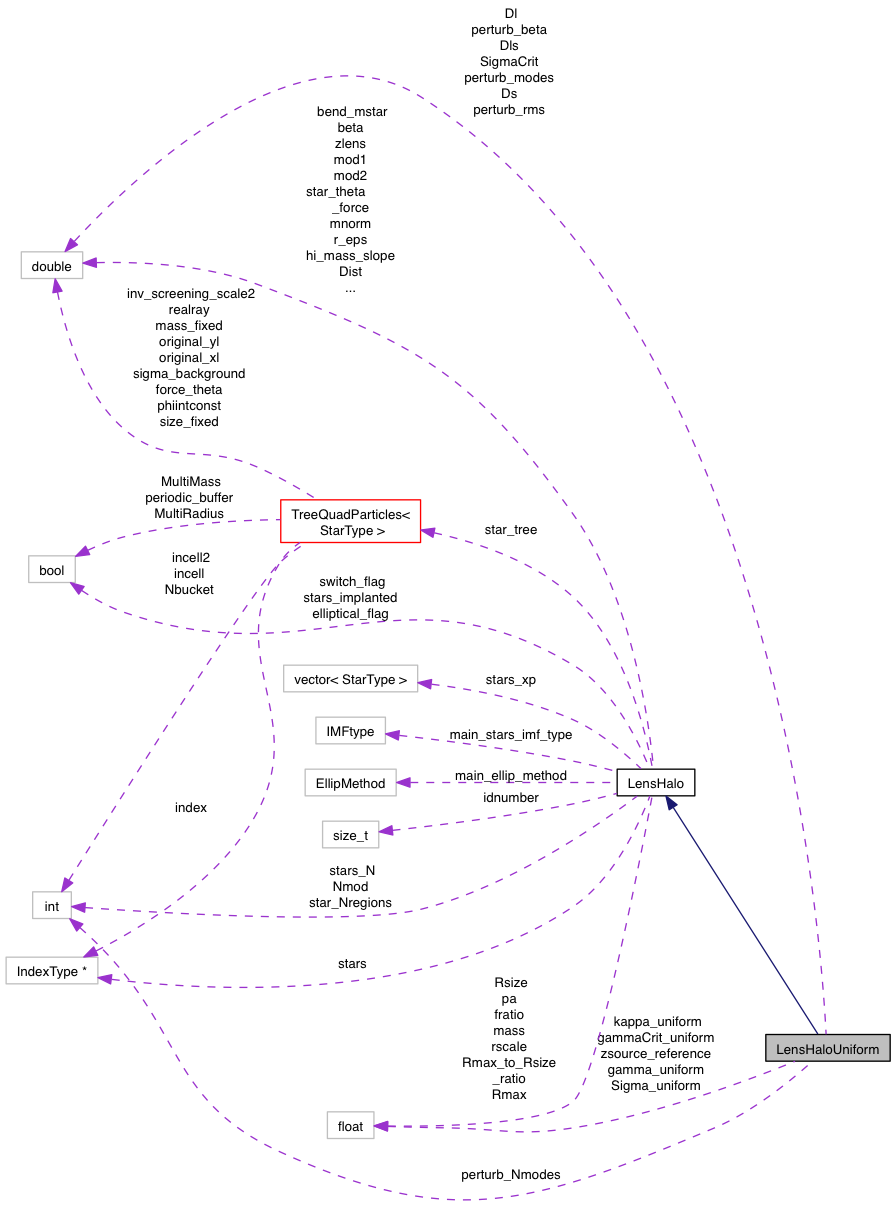 Dl
perturb_beta
Dls
SigmaCrit
perturb_modes
Ds
perturb_rms
bend_mstar
beta
zlens
mod1
mod2
star_theta
_force
mnorm
r_eps
hi_mass_slope
Dist
...
double
inv_screening_scale2
realray
mass_fixed
original_yl
original_xl
sigma_background
force_theta
phiintconst
size_fixed
MultiMass
periodic_buffer
MultiRadius
TreeQuadParticles<
StarType >
star_tree
bool
incell2
incell
Nbucket
switch_flag
stars_implanted
elliptical_flag
vector< StarType >
stars_xp
IMFtype
main_stars_imf_type
EllipMethod
main_ellip_method
LensHalo
idnumber
size_t
index
stars_N
Nmod
star_Nregions
int
IndexType *
stars
Rsize
pa
fratio
mass
rscale
Rmax_to_Rsize
_ratio
Rmax
kappa_uniform
gammaCrit_uniform
zsource_reference
gamma_uniform
Sigma_uniform
LensHaloUniform
float
perturb_Nmodes